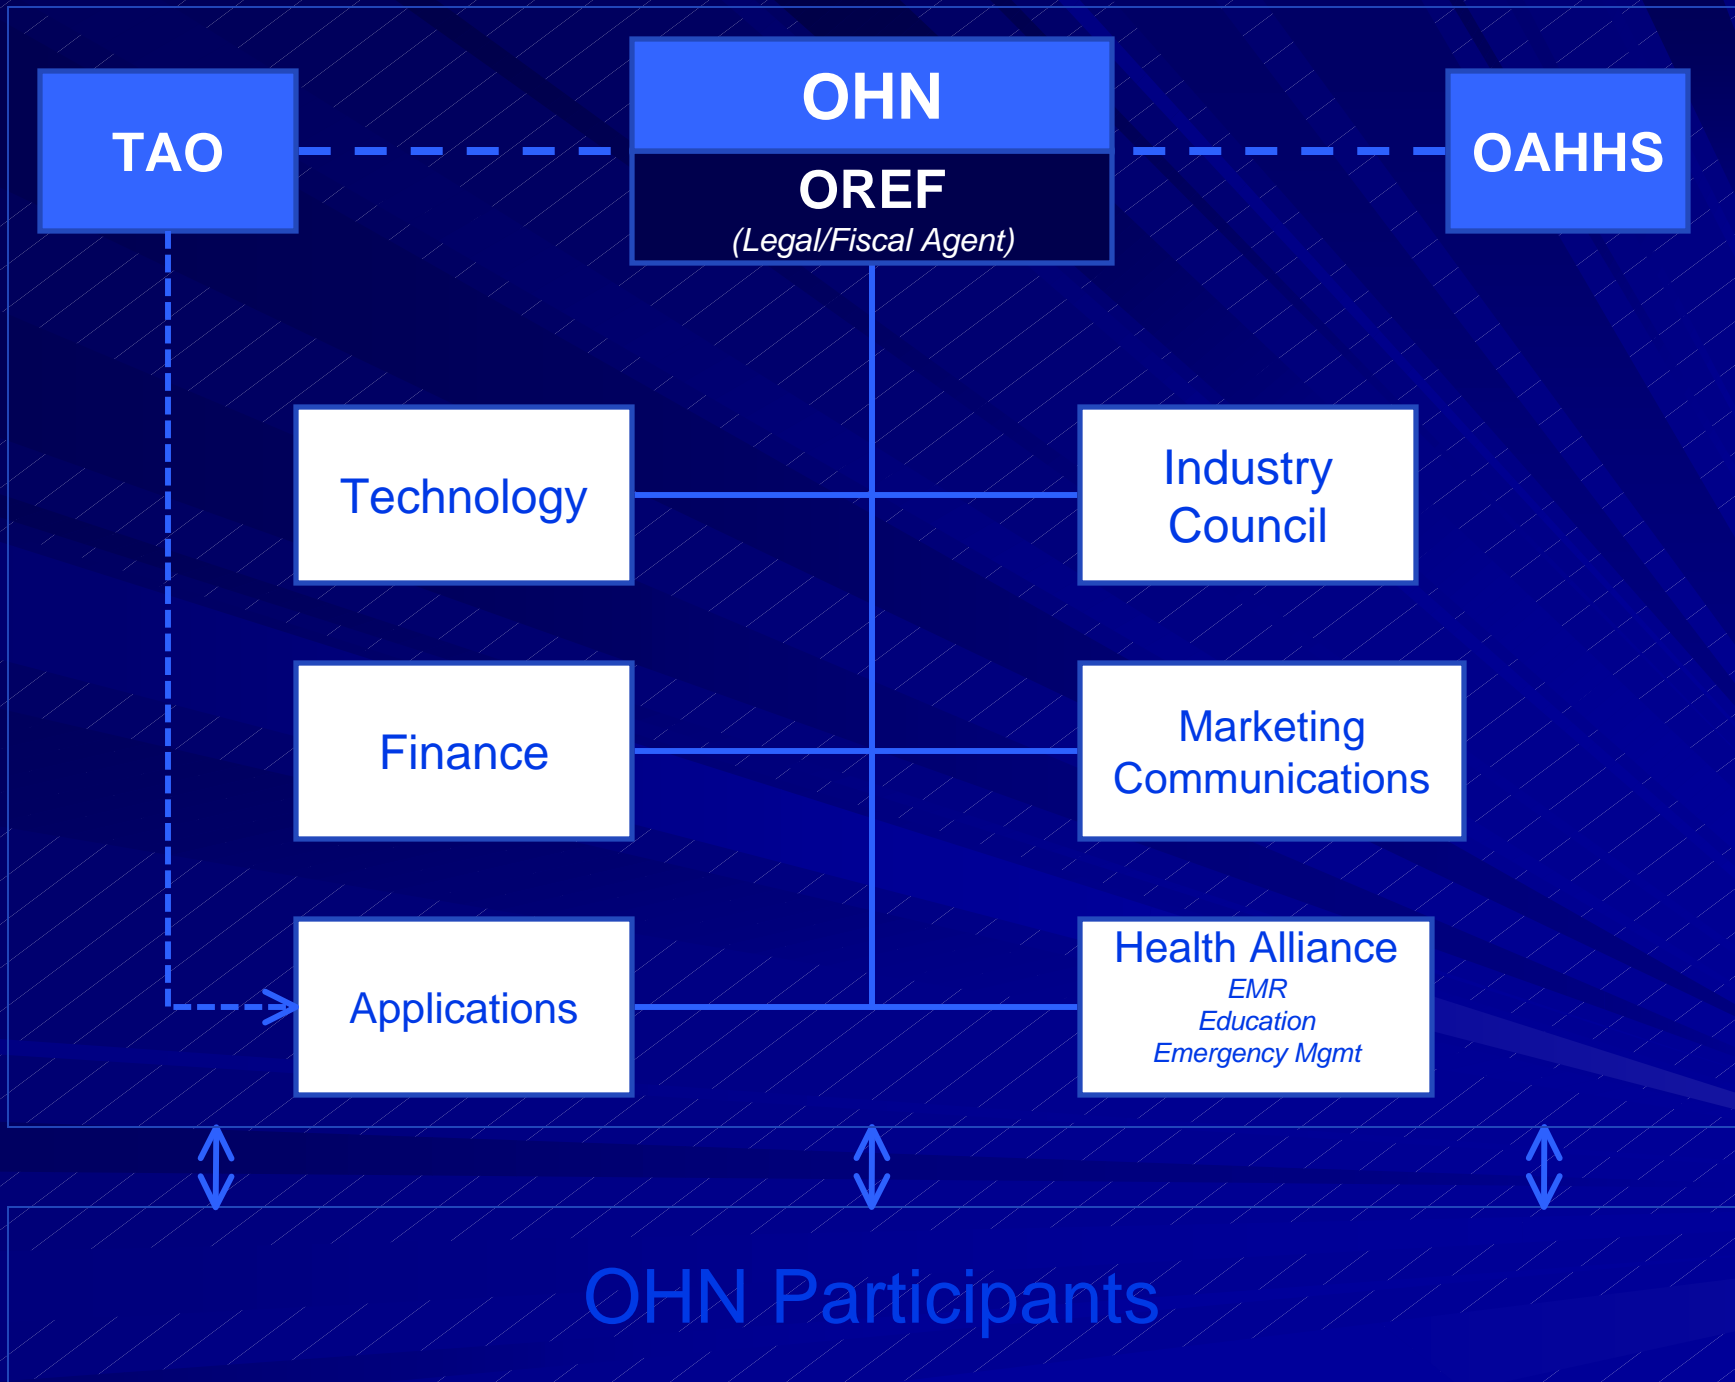 TAO
OHN
OREF
(Legal/Fiscal Agent)
OAHHS
Technology
Industry
Council
Finance
Marketing
Communications
Applications
Health Alliance
EMR
Education
Emergency Mgmt
OHN Participants